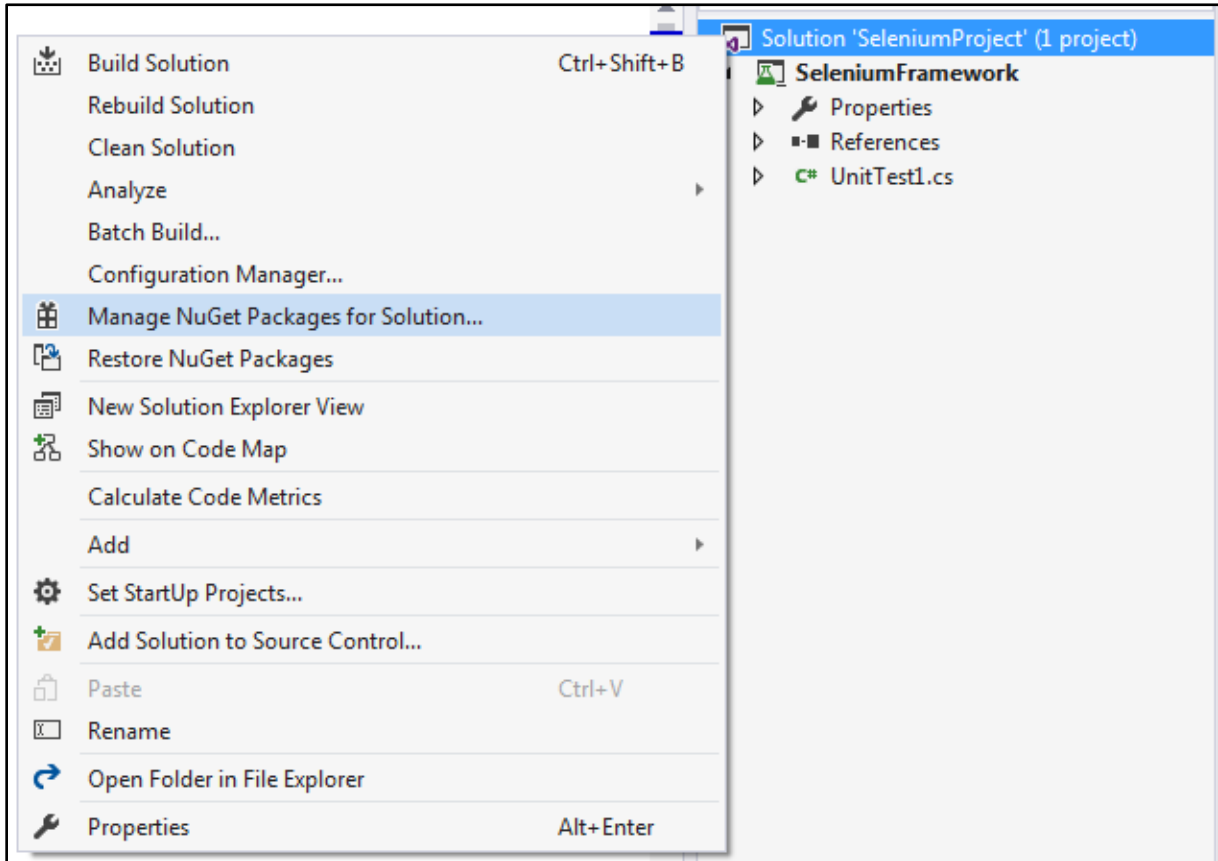 Build Solution Ctrl+Shift+B
Rebuild Solution
Clean Solution
Analyze
Batch Build...
Configuration Manager...
Manage NuGet Packages for Solution...
Restore NuGet Packages
New Solution Explorer View
Show on Code Map
Calculate Code Metrics
Add
Set StartUp Projects...
Add Solution to Source Control...
Paste Ctrl+V
Rename
Open Folder in File Explorer
Properties Alt+Enter
Solution 'SeleniumProject' (1 project)
SeleniumFramework
Properties
References
C# UnitTest1.cs